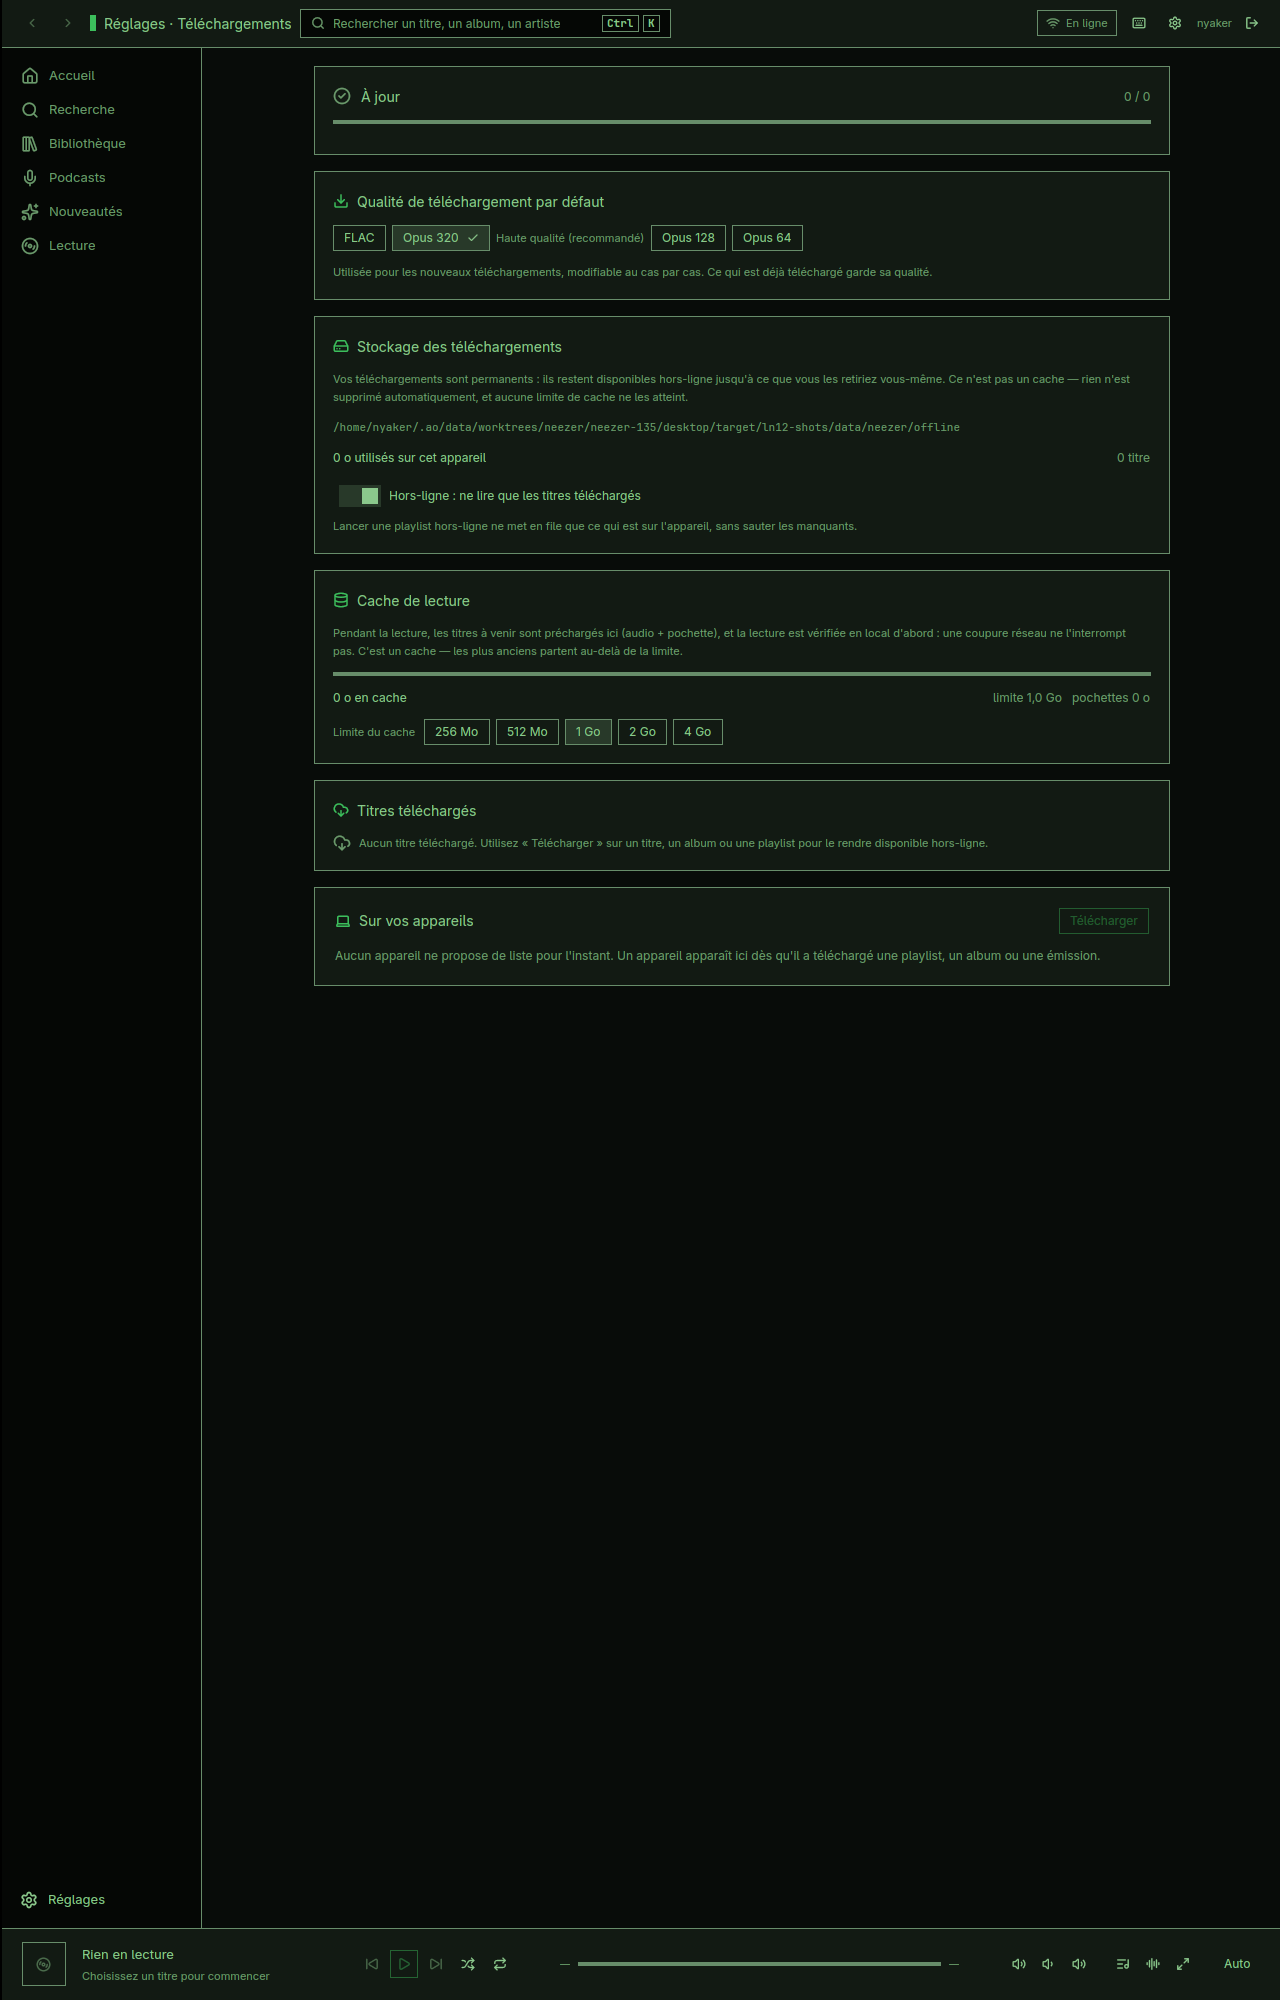 Réglages · Téléchargements
Rechercher un titre, un album, un artiste
Ctrl K
En ligne
nyaker
Accueil
Recherche
Bibliothèque
Podcasts
Nouveautés
Lecture
À jour
0 / 0
Qualité de téléchargement par défaut
FLAC
Opus 320
Haute qualité (recommandé)
Opus 128
Opus 64
Utilisée pour les nouveaux téléchargements, modifiable au cas par cas. Ce qui est déjà téléchargé garde sa qualité.
Stockage des téléchargements
Vos téléchargements sont permanents : ils restent disponibles hors-ligne jusqu'à ce que vous les retiriez vous-même. Ce n'est pas un cache — rien n'est
supprimé automatiquement, et aucune limite de cache ne les atteint.
/home/nyaker/.ao/data/worktrees/neezer/neezer-135/desktop/target/ln12-shots/data/neezer/offline
0 o utilisés sur cet appareil
0 titre
Hors-ligne : ne lire que les titres téléchargés
Lancer une playlist hors-ligne ne met en file que ce qui est sur l'appareil, sans sauter les manquants.
Cache de lecture
Pendant la lecture, les titres à venir sont préchargés ici (audio + pochette), et la lecture est vérifiée en local d'abord : une coupure réseau ne l'interrompt
pas. C'est un cache — les plus anciens partent au-delà de la limite.
0 o en cache
limite 1,0 Go
pochettes 0 o
Limite du cache
256 Mo
512 Mo
1 Go
2 Go
4 Go
Titres téléchargés
Aucun titre téléchargé. Utilisez « Télécharger » sur un titre, un album ou une playlist pour le rendre disponible hors-ligne.
Sur vos appareils
Télécharger
Aucun appareil ne propose de liste pour l'instant. Un appareil apparaît ici dès qu'il a téléchargé une playlist, un album ou une émission.
Réglages
Rien en lecture
Choisissez un titre pour commencer
—
—
Auto